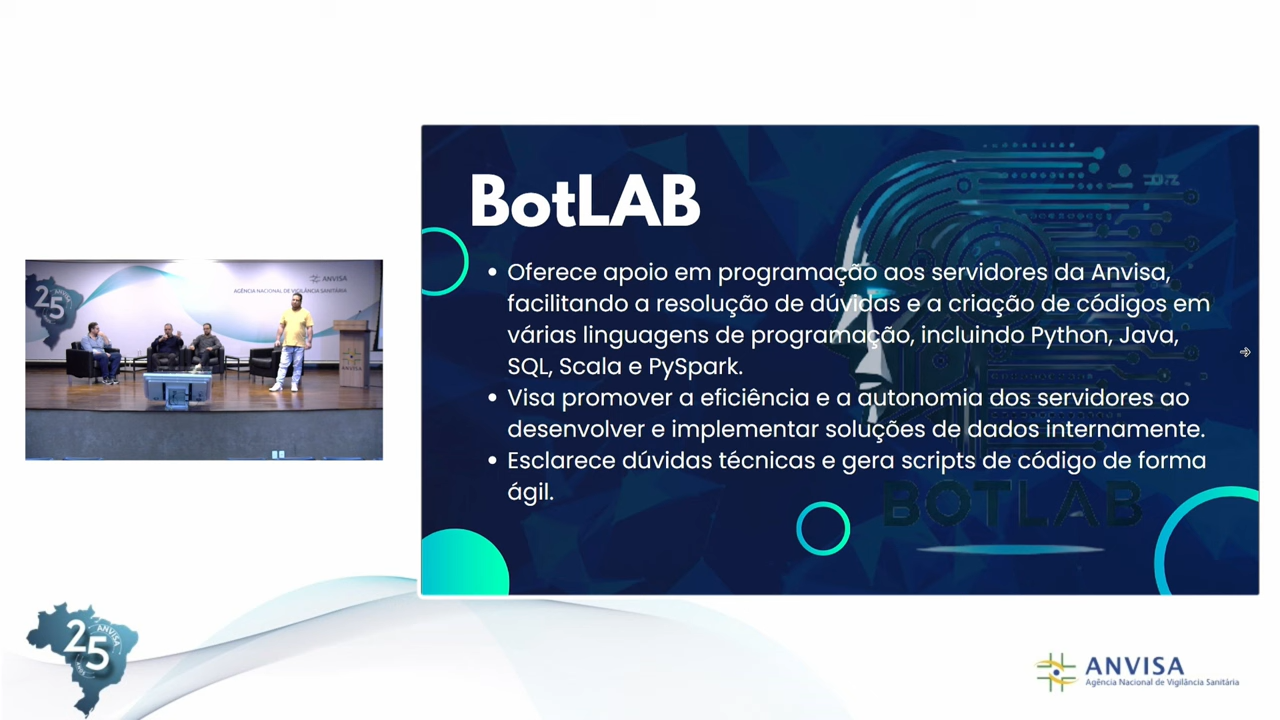 BotLAB
• Oferece apoio em programação aos servidores da Anvisa,
facilitando a resolução de dúvidas e a criação de códigos em
várias linguagens de programação, incluindo Python, Java,
SQL, Scala e PySpark.
• Visa promover a eficiência e a autonomia dos servidores ao
desenvolver e implementar soluções de dados internamente.
• Esclarece dúvidas técnicas e gera scripts de código de forma
ágil.
BOTLAB
ANVISA
AGÊNCIA NACIONAL DE VIGILÂNCIA SANITÁRIA
25
25
ANVISA
ANOS
ANVISA
Agência Nacional de Vigilância Sanitária